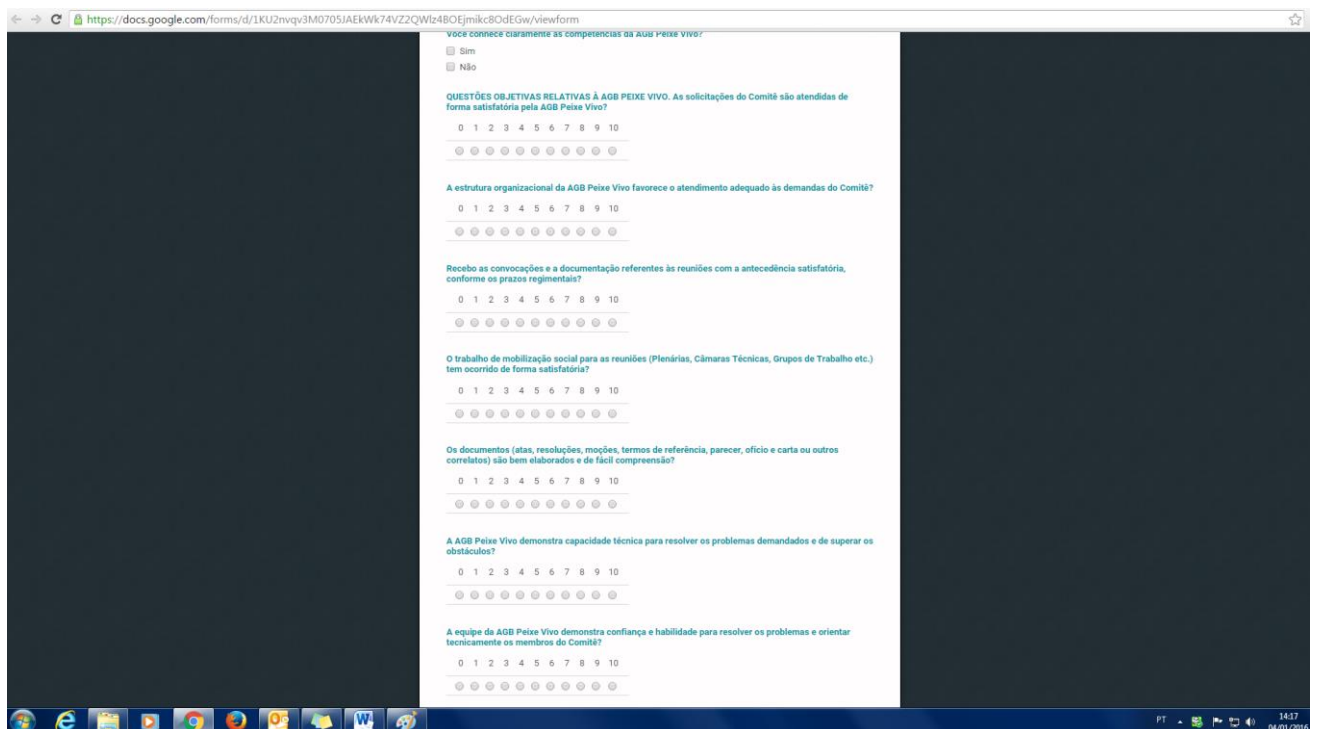 https://docs.google.com/forms/d/1KU2nvqv3M0705JAEkWk74VZ2QWlz4BOEjmikc8OdEGw/viewform
Você conhece claramente as competências da AGB Peixe Vivo?
Sim
Não
QUESTÕES OBJETIVAS RELATIVAS À AGB PEIXE VIVO. As solicitações do Comitê são atendidas de
forma satisfatória pela AGB Peixe Vivo?
0 1 2 3 4 5 6 7 8 9 10
A estrutura organizacional da AGB Peixe Vivo favorece o atendimento adequado às demandas do Comitê?
0 1 2 3 4 5 6 7 8 9 10
Recebo as convocações e a documentação referentes às reuniões com a antecedência satisfatória,
conforme os prazos regimentais?
0 1 2 3 4 5 6 7 8 9 10
O trabalho de mobilização social para as reuniões (Plenárias, Câmaras Técnicas, Grupos de Trabalho etc.)
tem ocorrido de forma satisfatória?
0 1 2 3 4 5 6 7 8 9 10
Os documentos (atas, resoluções, moções, termos de referência, parecer, ofício e carta ou outros
correlatos) são bem elaborados e de fácil compreensão?
0 1 2 3 4 5 6 7 8 9 10
A AGB Peixe Vivo demonstra capacidade técnica para resolver os problemas demandados e de superar os
obstáculos?
0 1 2 3 4 5 6 7 8 9 10
A equipe da AGB Peixe Vivo demonstra confiança e habilidade para resolver os problemas e orientar
tecnicamente os membros do Comitê?
0 1 2 3 4 5 6 7 8 9 10
PT
14:17
04/01/2016